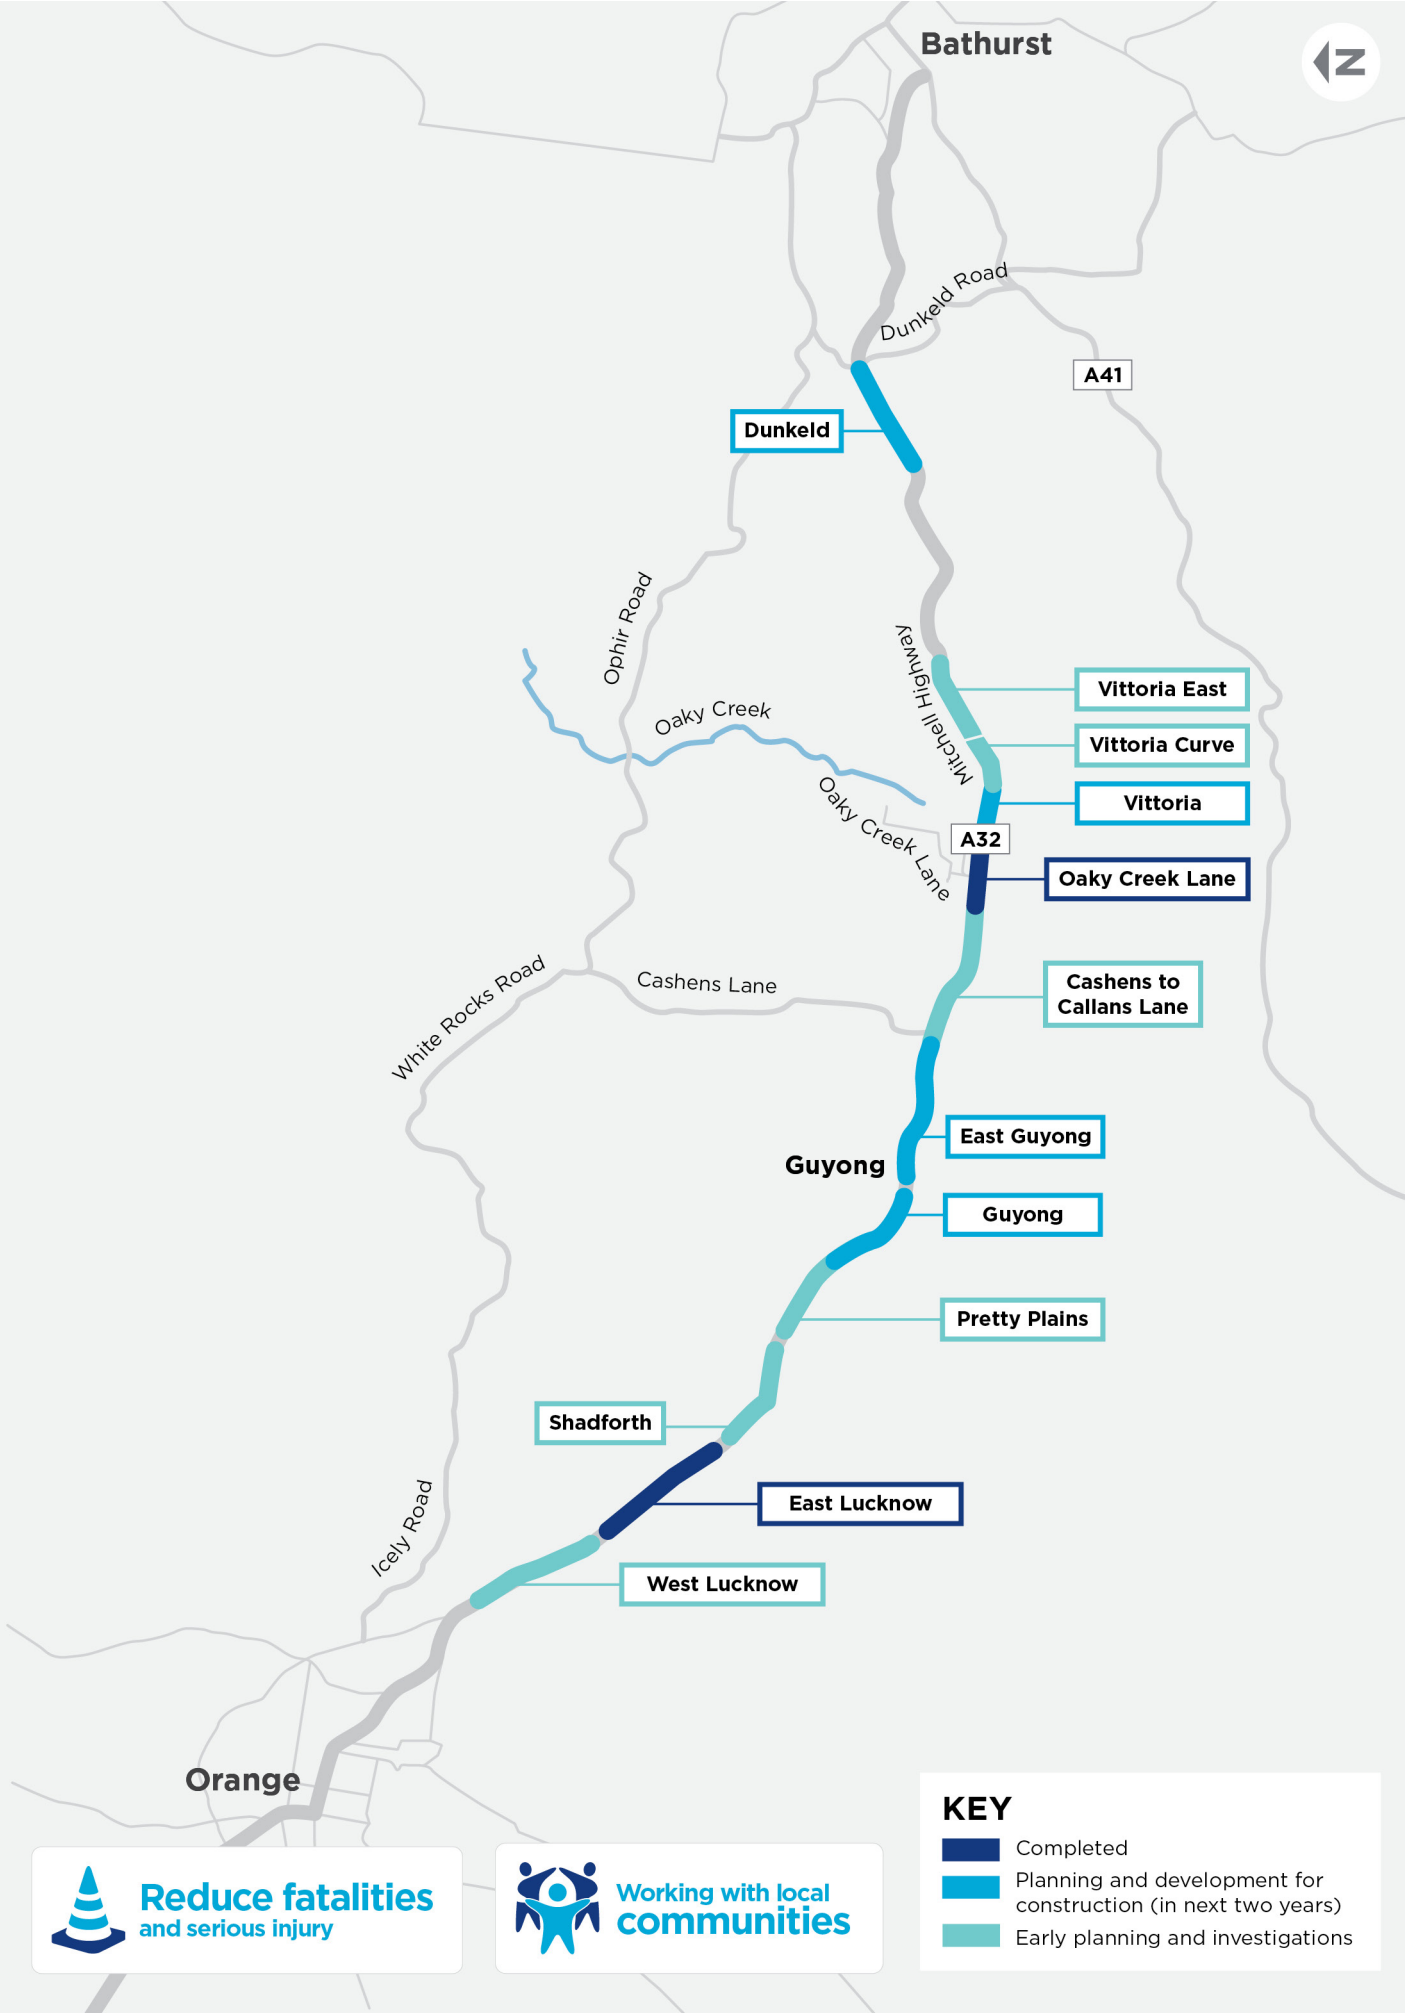 Bathurst
N
Dunkeld Road
A41
Dunkeld
Ophir Road
Mitchell Highway
Vittoria East
Oaky Creek
Vittoria Curve
Vittoria
Oaky Creek Lane
A32
Oaky Creek Lane
White Rocks Road
Cashens Lane
Cashens to
Callans Lane
East Guyong
Guyong
Guyong
Pretty Plains
Shadforth
East Lucknow
Icely Road
West Lucknow
Orange
KEY
Completed
Planning and development for
construction (in next two years)
Early planning and investigations
Reduce fatalities
and serious injury
Working with local
communities